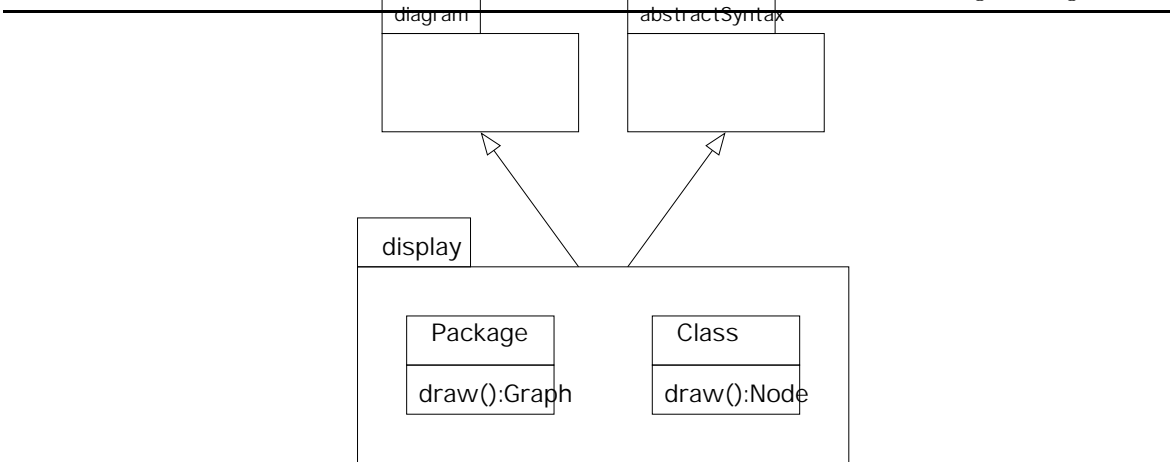 diagram
abstractSyntax
display
Package
Class
draw():Graph
draw():Node